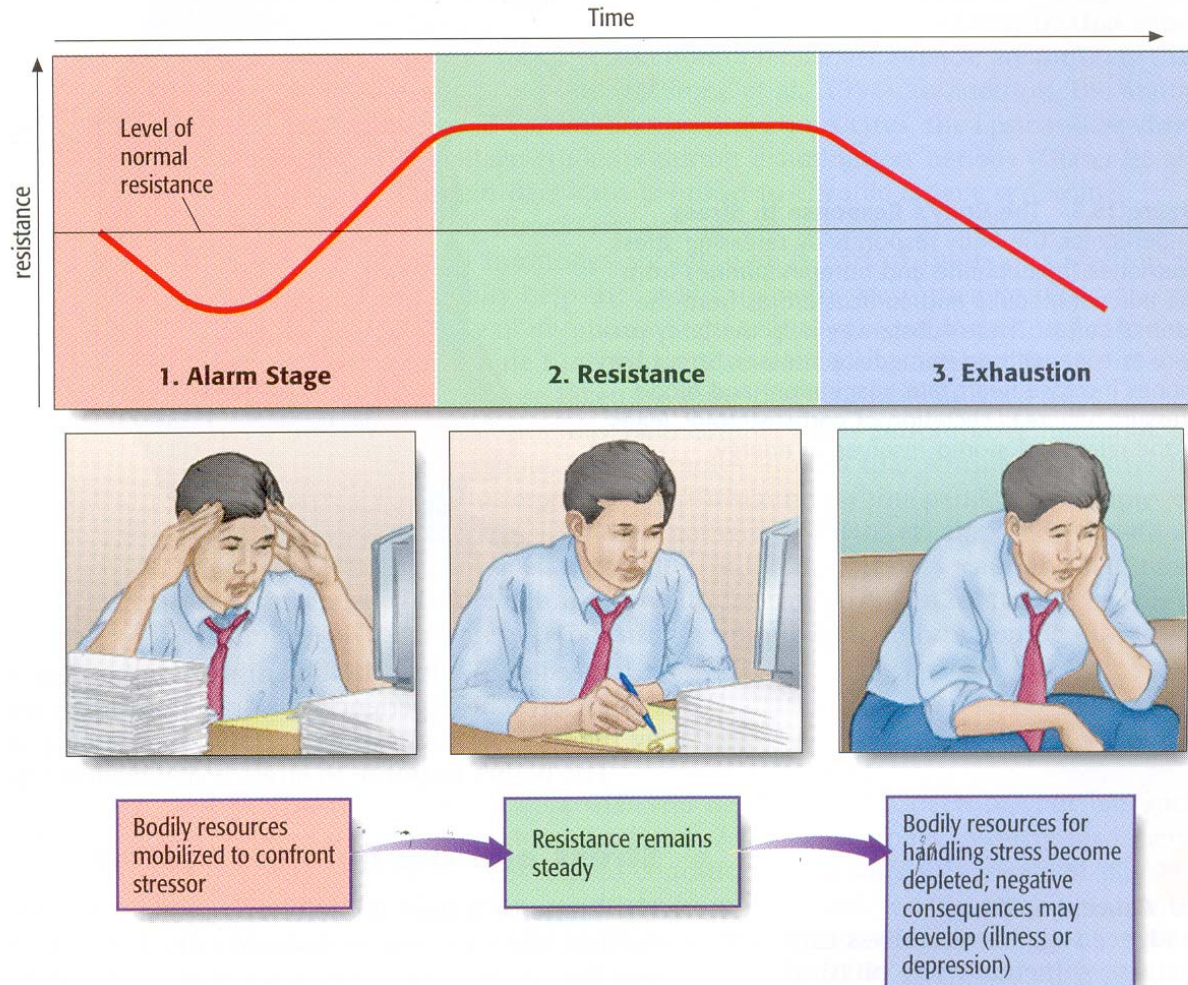 Time
resistance
Level of
normal
resistance
1. Alarm Stage
2. Resistance
3. Exhaustion
Bodily resources
mobilized to confront
stressor
Resistance remains
steady
Bodily resources for
handling stress become
depleted; negative
consequences may
develop (illness or
depression)